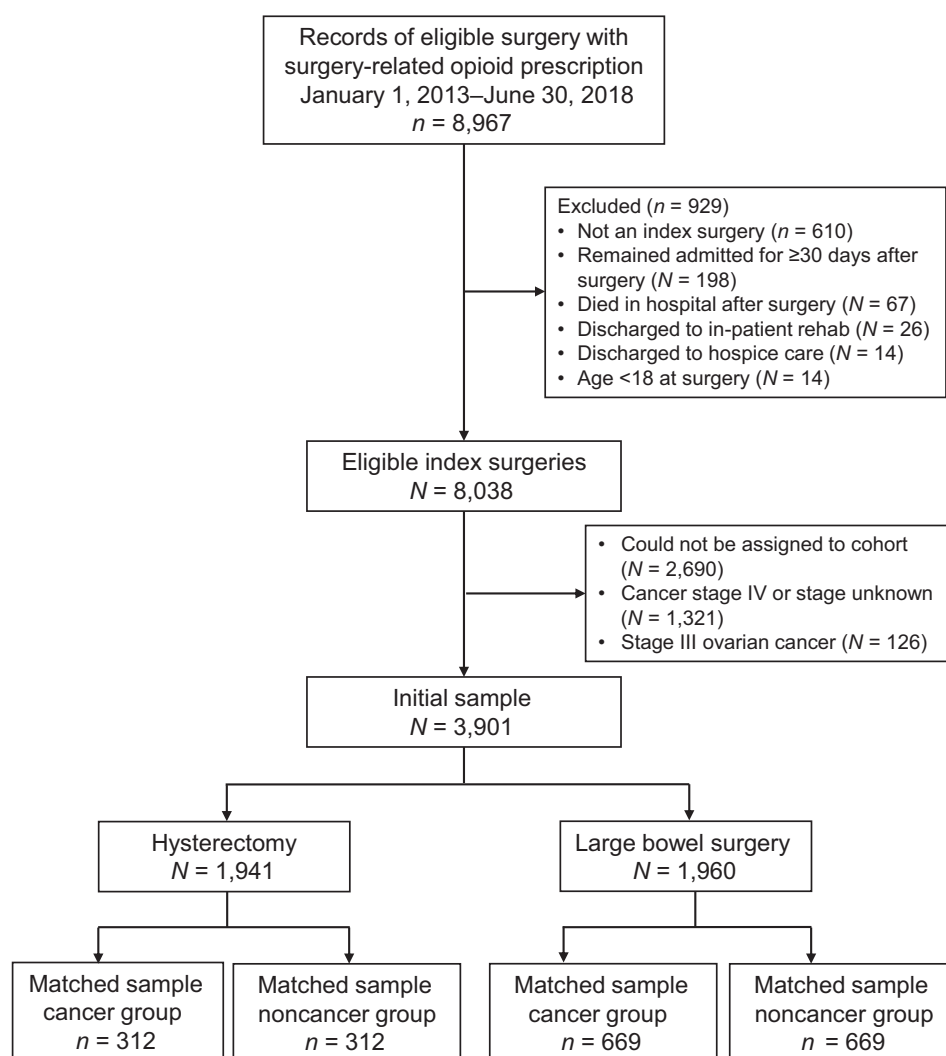 Records of eligible surgery with
surgery-related opioid prescription
January 1, 2013–June 30, 2018
n = 8,967
Excluded (n = 929)
• Not an index surgery (n = 610)
• Remained admitted for ≥30 days after
surgery (N = 198)
• Died in hospital after surgery (N = 67)
• Discharged to in-patient rehab (N = 26)
• Discharged to hospice care (N = 14)
• Age <18 at surgery (N = 14)
Eligible index surgeries
N = 8,038
• Could not be assigned to cohort
(N = 2,690)
• Cancer stage IV or stage unknown
(N = 1,321)
• Stage III ovarian cancer (N = 126)
Initial sample
N = 3,901
Hysterectomy
N = 1,941
Large bowel surgery
N = 1,960
Matched sample
cancer group
n = 312
Matched sample
noncancer group
n = 312
Matched sample
cancer group
n = 669
Matched sample
noncancer group
n = 669